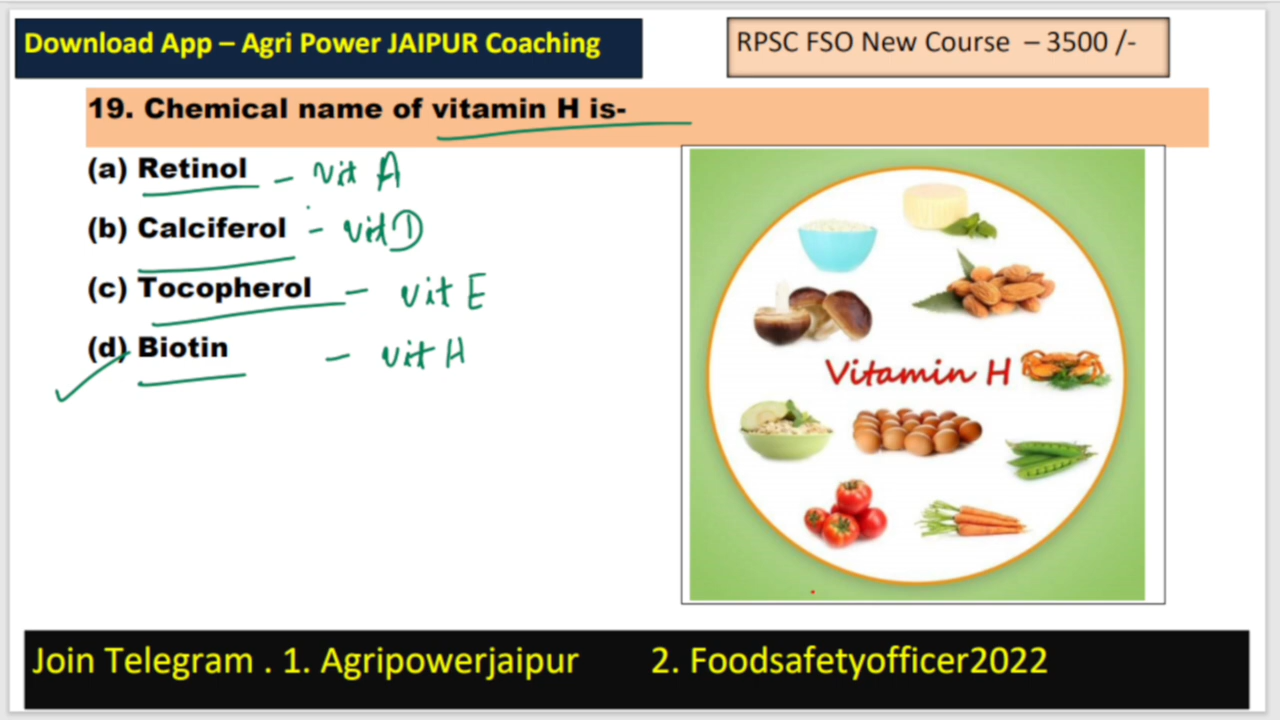 Download App – Agri Power JAIPUR Coaching
RPSC FSO New Course – 3500 /-
19. Chemical name of vitamin H is-
(a) Retinol – vit A
(b) Calciferol – vit D
(c) Tocopherol – vit E
(d) Biotin – vit H
Vitamin H
Join Telegram . 1. Agripowerjaipur 2. Foodsafetyofficer2022